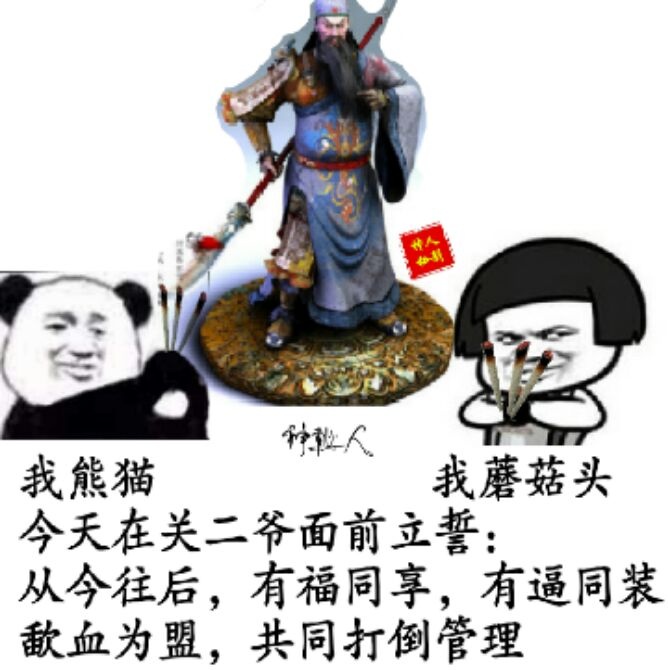 我熊猫 我蘑菇头
今天在关二爷面前立誓：
从今往后，有福同享，有逼同装
歃血为盟，共同打倒管理